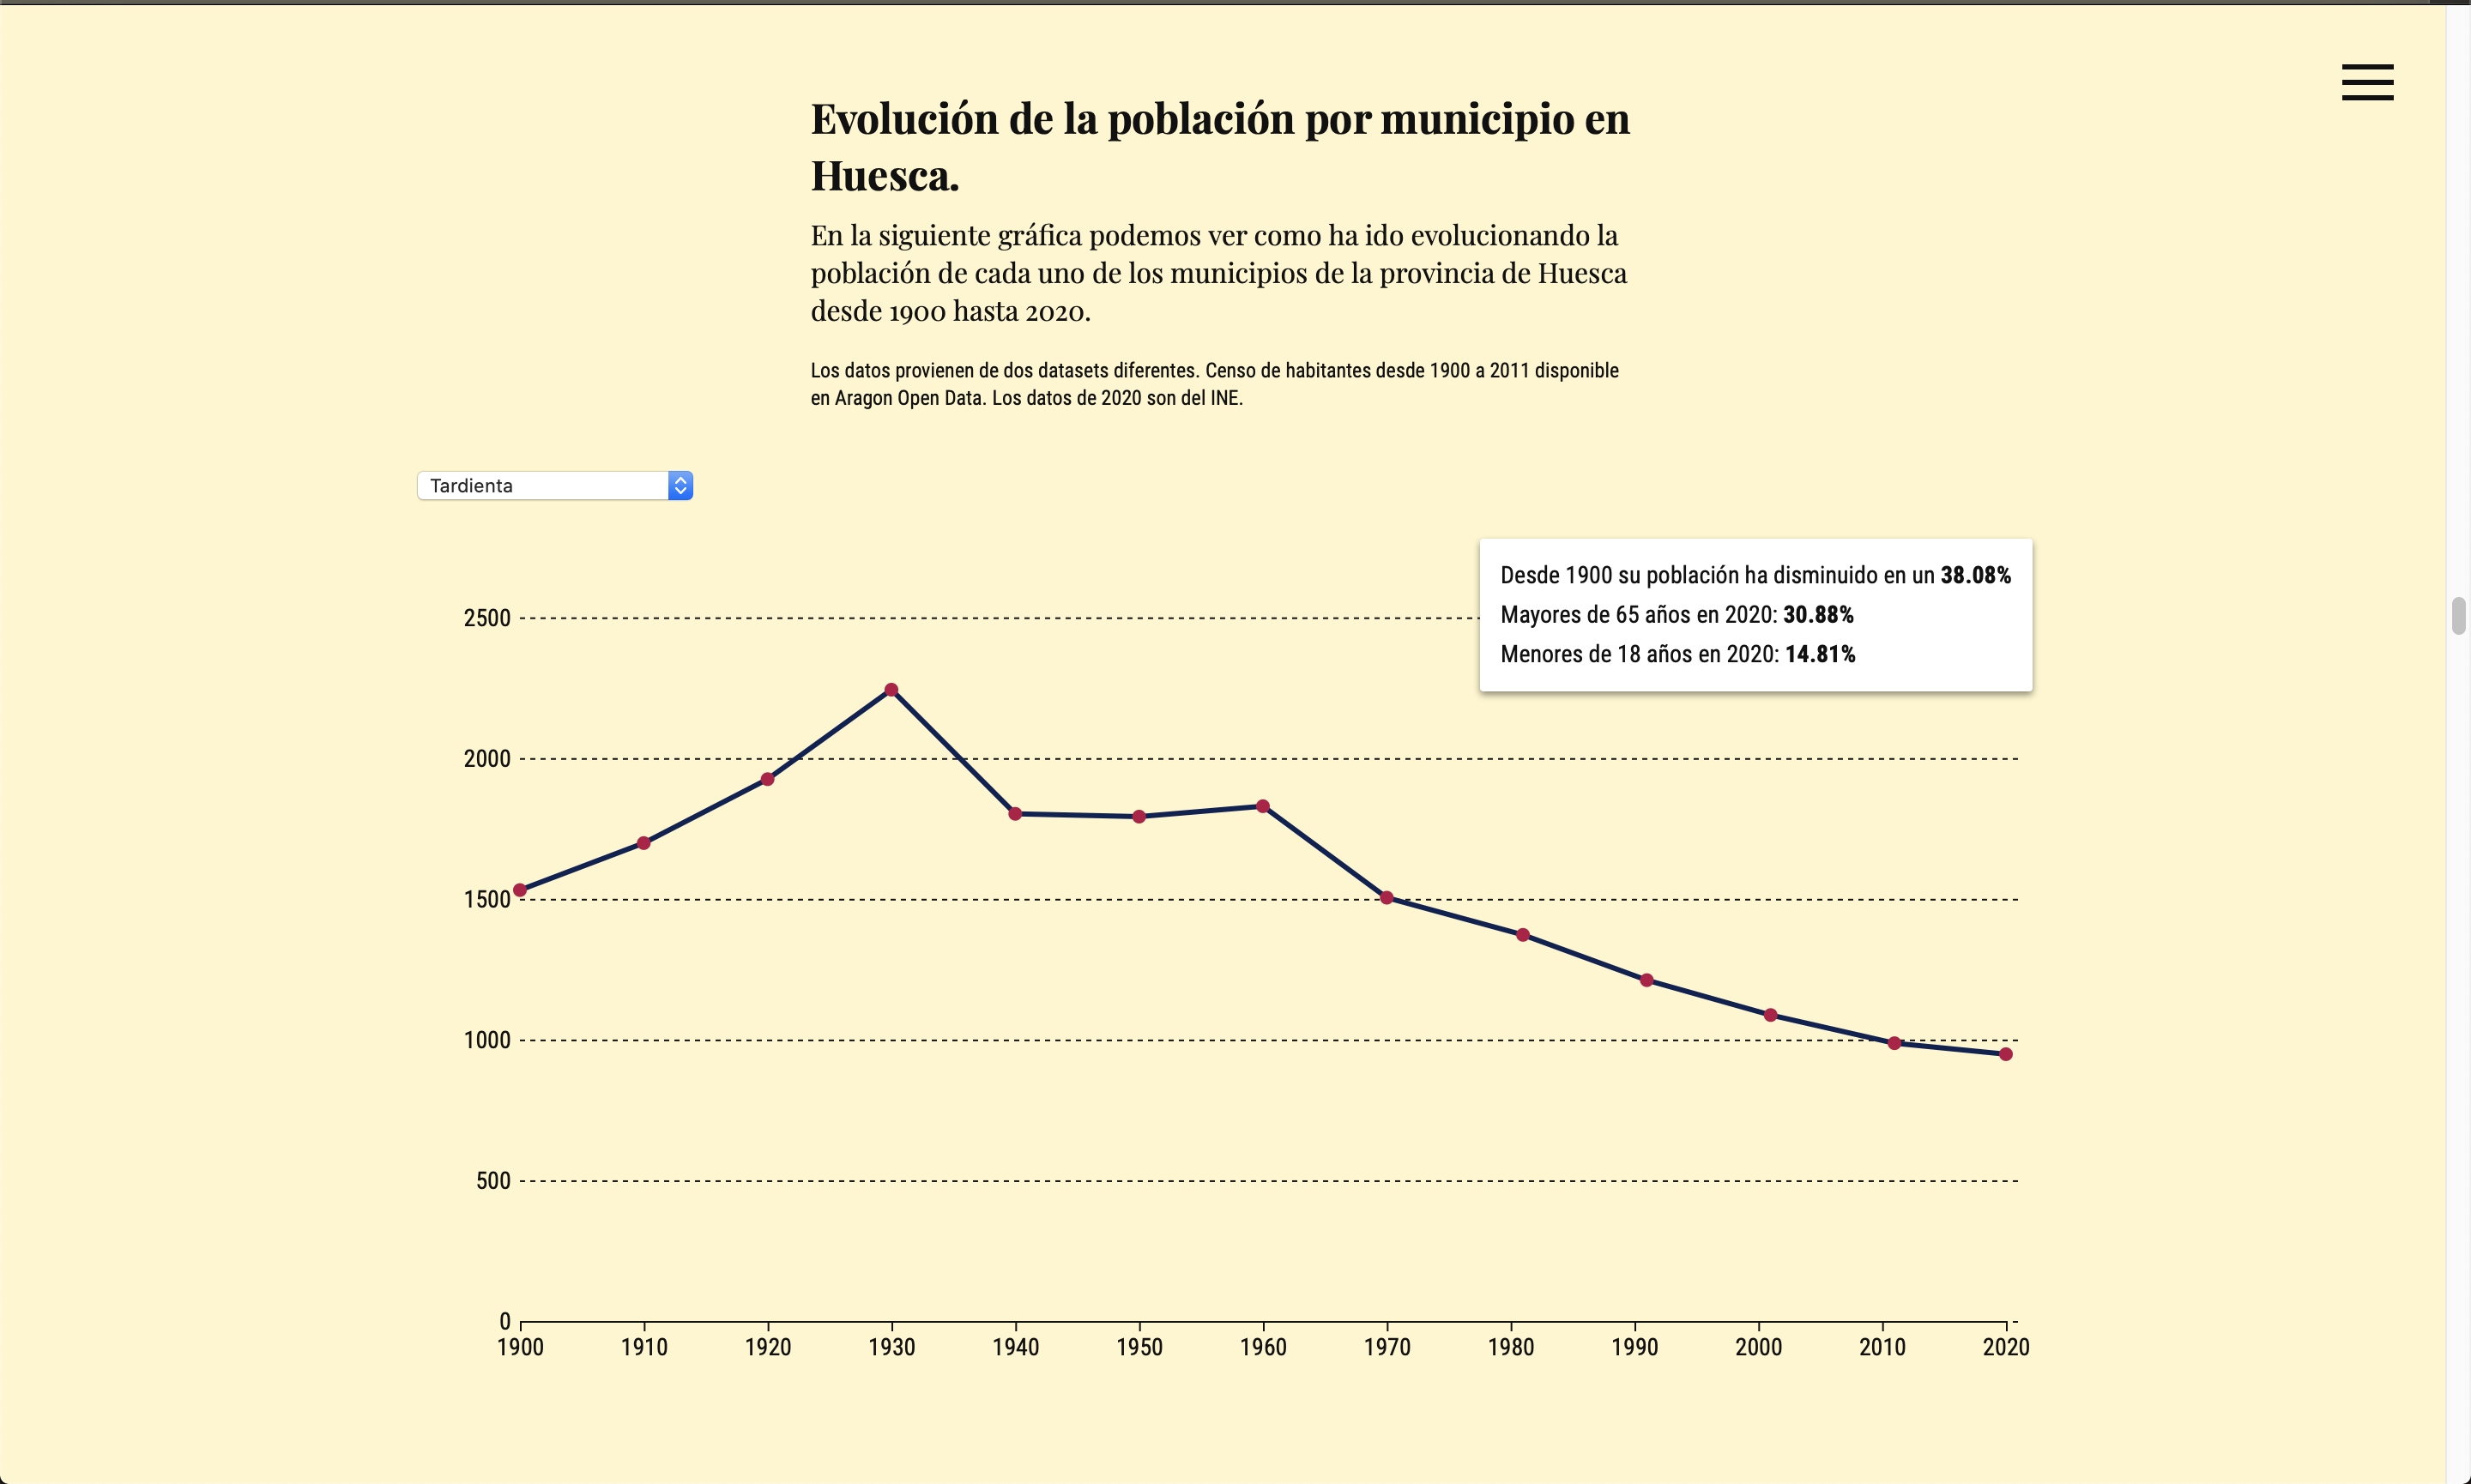 Evolución de la población por municipio en
Huesca.
En la siguiente gráfica podemos ver como ha ido evolucionando la
población de cada uno de los municipios de la provincia de Huesca
desde 1900 hasta 2020.
Los datos provienen de dos datasets diferentes. Censo de habitantes desde 1900 a 2011 disponible
en Aragon Open Data. Los datos de 2020 son del INE.
Tardienta
Desde 1900 su población ha disminuido en un 38.08%
Mayores de 65 años en 2020: 30.88%
Menores de 18 años en 2020: 14.81%
2500
2000
1500
1000
500
0
1900 1910 1920 1930 1940 1950 1960 1970 1980 1990 2000 2010 2020